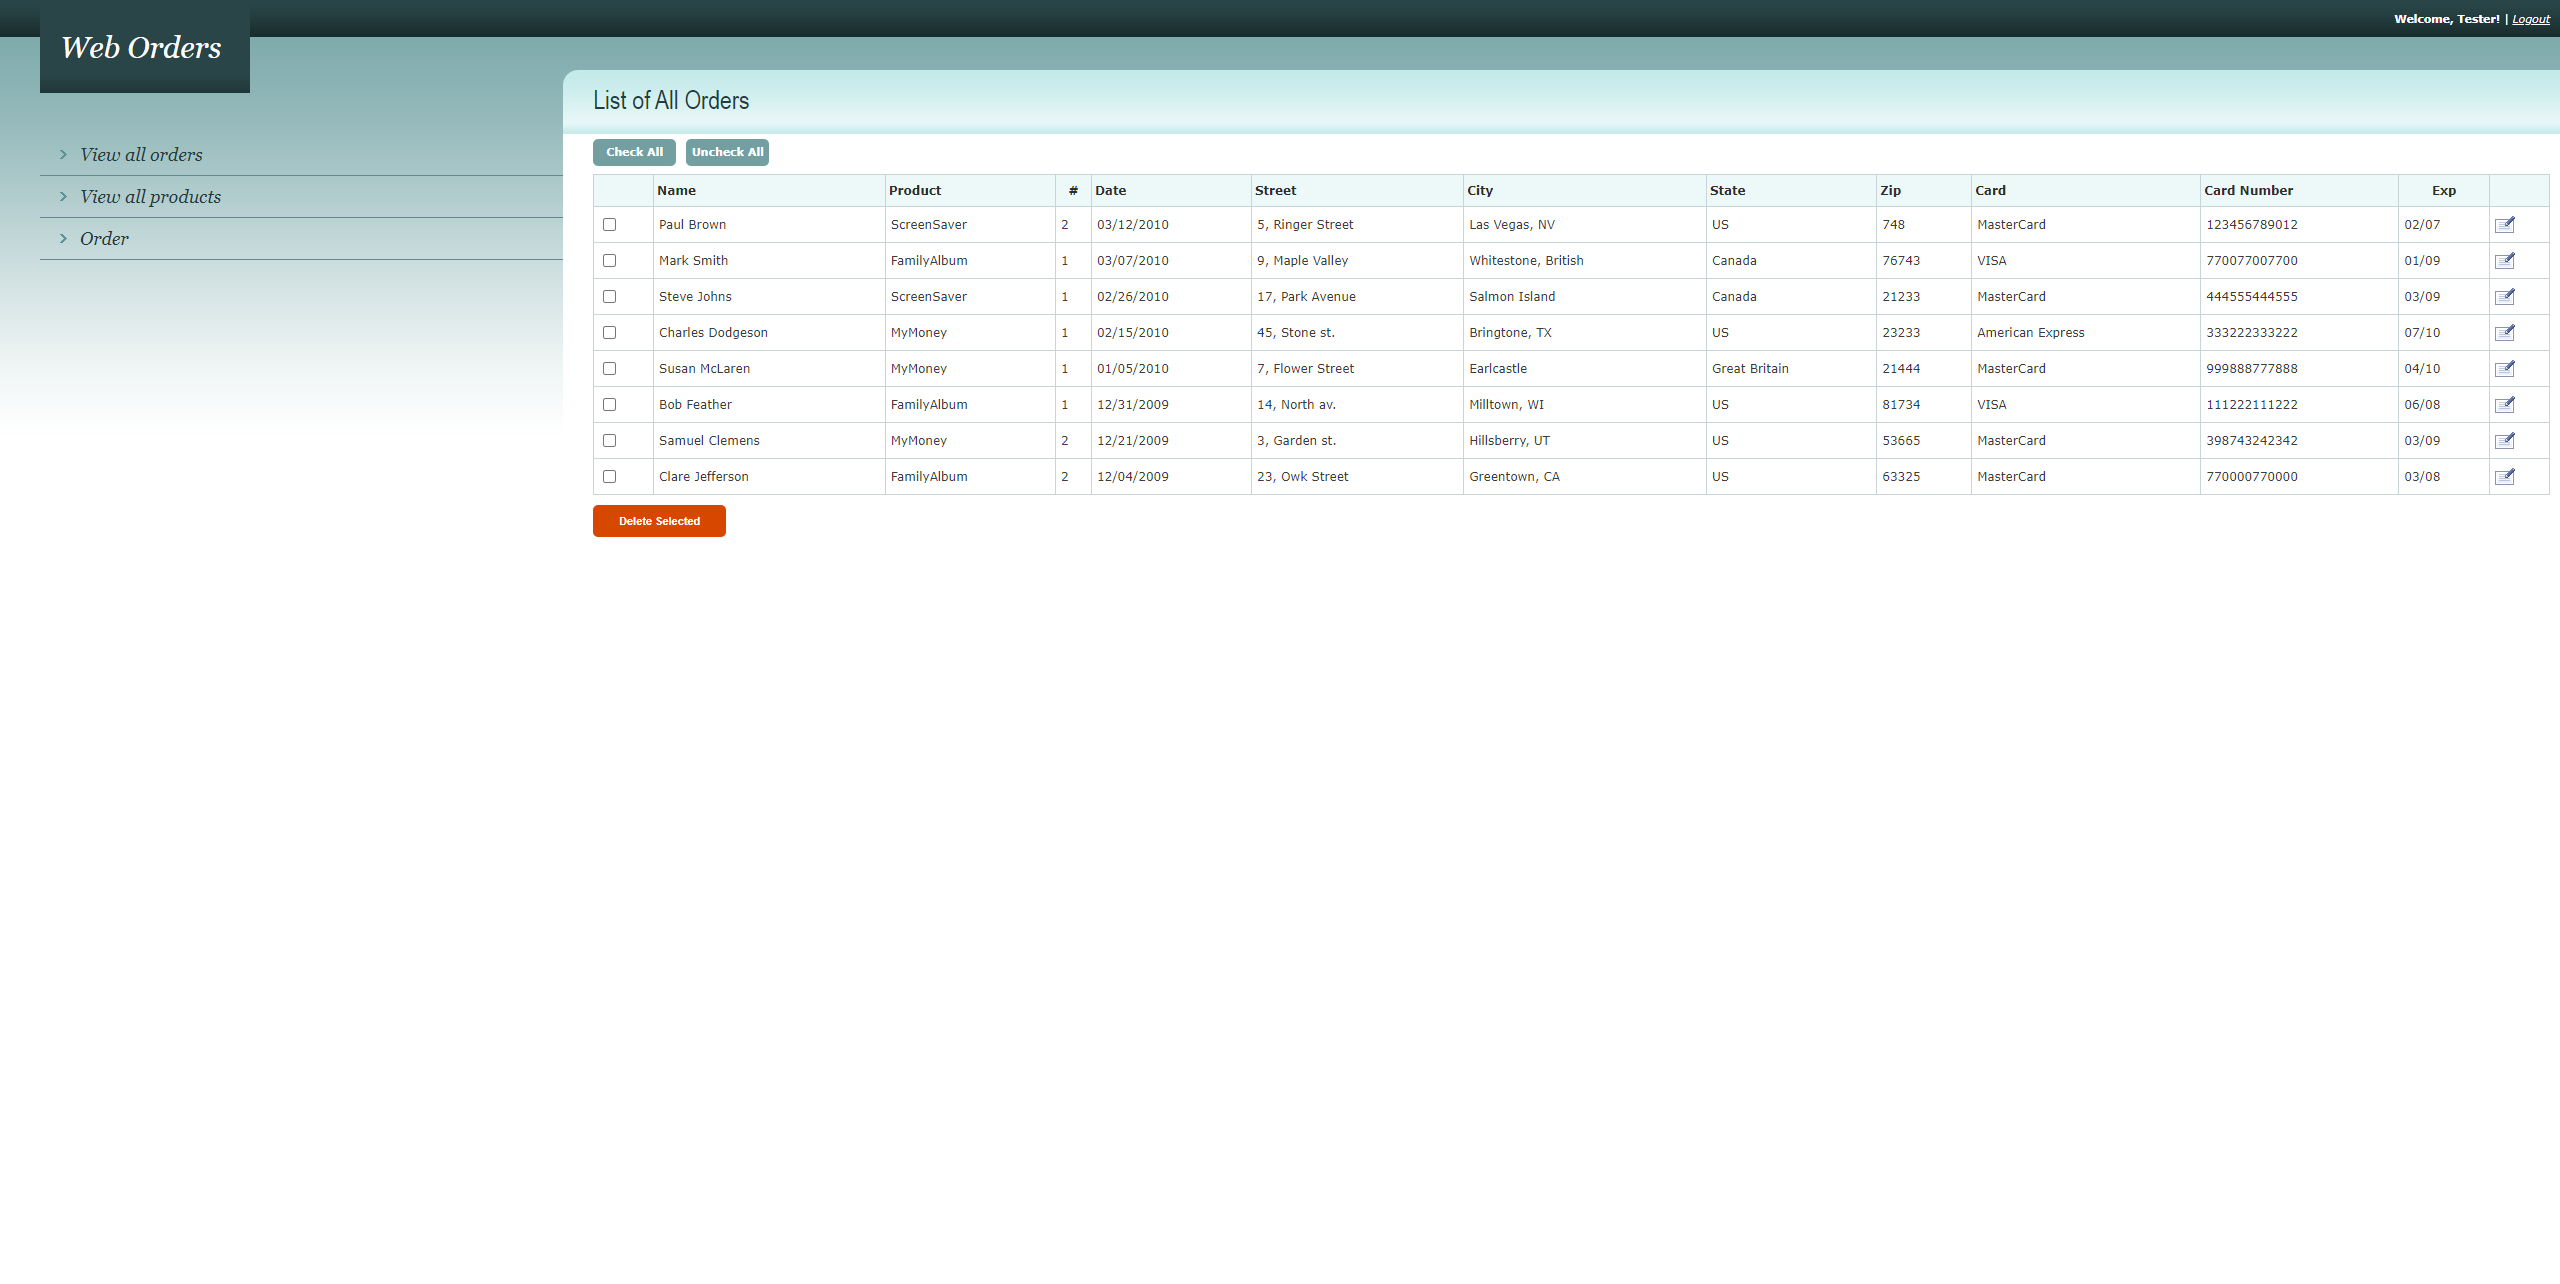 Welcome, Tester! | Logout
Web Orders
View all orders
View all products
Order
List of All Orders
Check All Uncheck All
Name Product # Date Street City State Zip Card Card Number Exp
Paul Brown ScreenSaver 2 03/12/2010 5, Ringer Street Las Vegas, NV US 748 MasterCard 123456789012 02/07
Mark Smith FamilyAlbum 1 03/07/2010 9, Maple Valley Whitestone, British Canada 76743 VISA 770077007700 01/09
Steve Johns ScreenSaver 1 02/26/2010 17, Park Avenue Salmon Island Canada 21233 MasterCard 444555444555 03/09
Charles Dodgeson MyMoney 1 02/15/2010 45, Stone st. Bringtone, TX US 23233 American Express 333222333222 07/10
Susan McLaren MyMoney 1 01/05/2010 7, Flower Street Earlcastle Great Britain 21444 MasterCard 999888777888 04/10
Bob Feather FamilyAlbum 1 12/31/2009 14, North av. Milltown, WI US 81734 VISA 111222111222 06/08
Samuel Clemens MyMoney 2 12/21/2009 3, Garden st. Hillsberry, UT US 53665 MasterCard 398743242342 03/09
Clare Jefferson FamilyAlbum 2 12/04/2009 23, Owk Street Greentown, CA US 63325 MasterCard 770000770000 03/08
Delete Selected